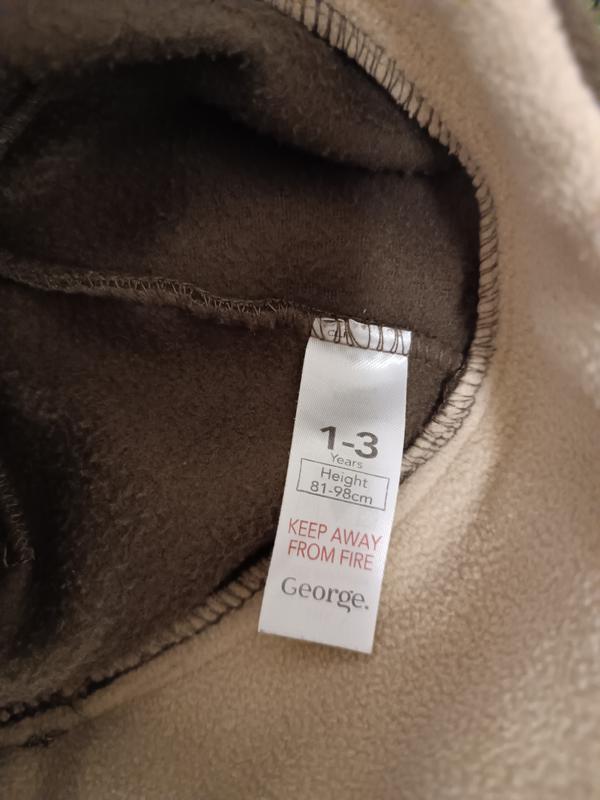 1-3
Years
Height
81-98cm
KEEP AWAY
FROM FIRE
George.